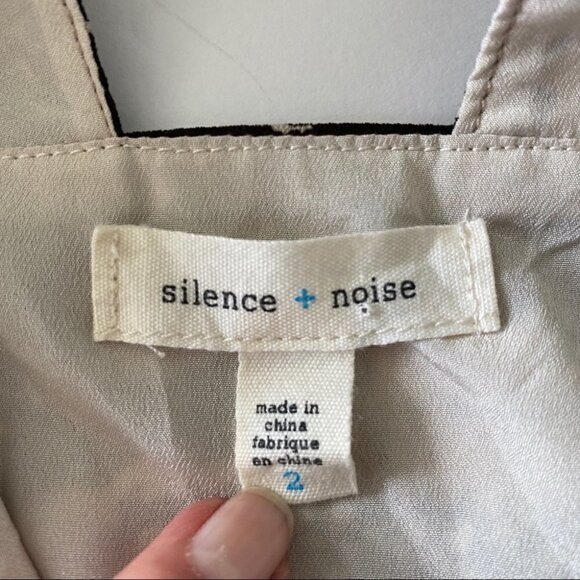 silence + noise
made in
china
fabrique
en chine
2